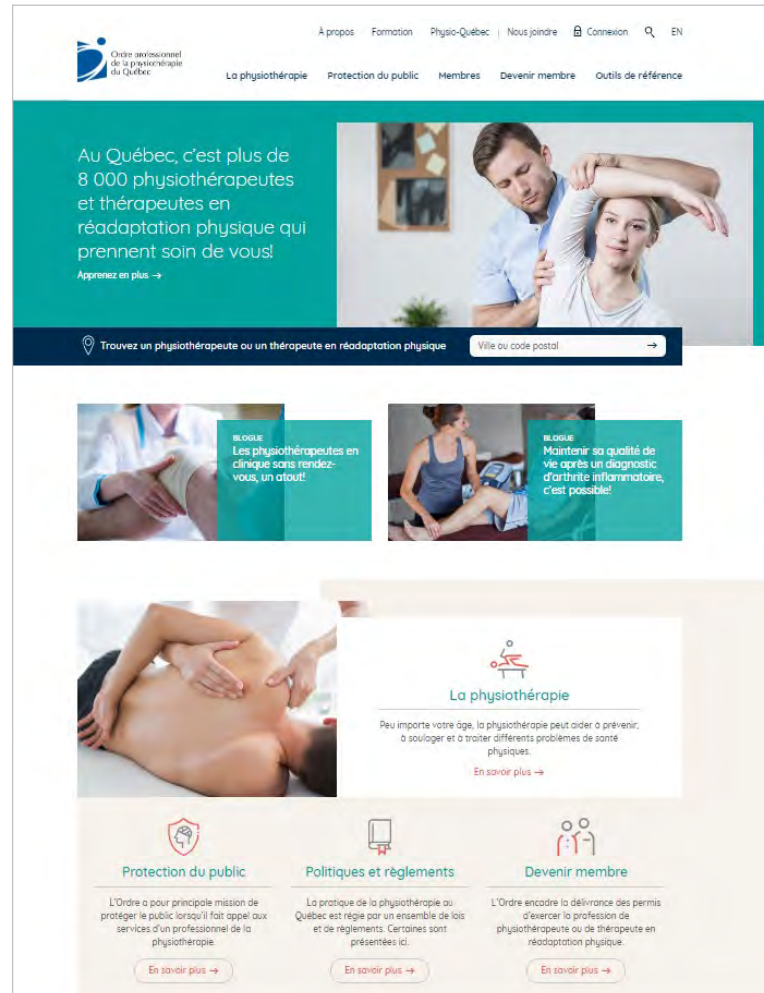 À propos Formation Physio-Québec | Nous joindre Connexion EN
Ordre professionnel
de la physiothérapie
du Québec
La physiothérapie Protection du public Membres Devenir membre Outils de référence
Au Québec, c'est plus de
8 000 physiothérapeutes
et thérapeutes en
réadaptation physique qui
prennent soin de vous!
Apprenez en plus →
Trouvez un physiothérapeute ou un thérapeute en réadaptation physique
Ville ou code postal →
BLOGUE
Les physiothérapeutes en
clinique sans rendez-
vous, un atout!
BLOGUE
Maintenir sa qualité de
vie après un diagnostic
d'arthrite inflammatoire,
c'est possible!
La physiothérapie
Peu importe votre âge, la physiothérapie peut aider à prévenir,
à soulager et à traiter différents problèmes de santé
physiques.
En savoir plus →
Protection du public
L'Ordre a pour principale mission de
protéger le public lorsqu'il fait appel aux
services d'un professionnel de la
physiothérapie.
En savoir plus →
Politiques et règlements
La pratique de la physiothérapie au
Québec est régie par un ensemble de lois
et de règlements. Certaines sont
présentées ici.
En savoir plus →
Devenir membre
L'Ordre encadre la délivrance des permis
d'exercer la profession de
physiothérapeute ou de thérapeute en
réadaptation physique.
En savoir plus →